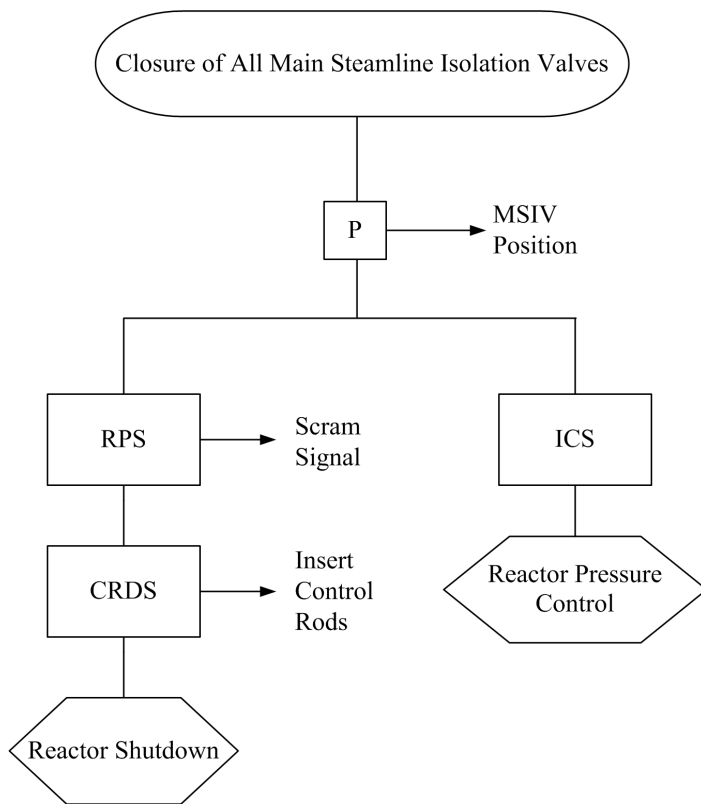 Closure of All Main Steamline Isolation Valves
P
MSIV
Position
RPS
Scram
Signal
ICS
CRDS
Insert
Control
Rods
Reactor Pressure
Control
Reactor Shutdown